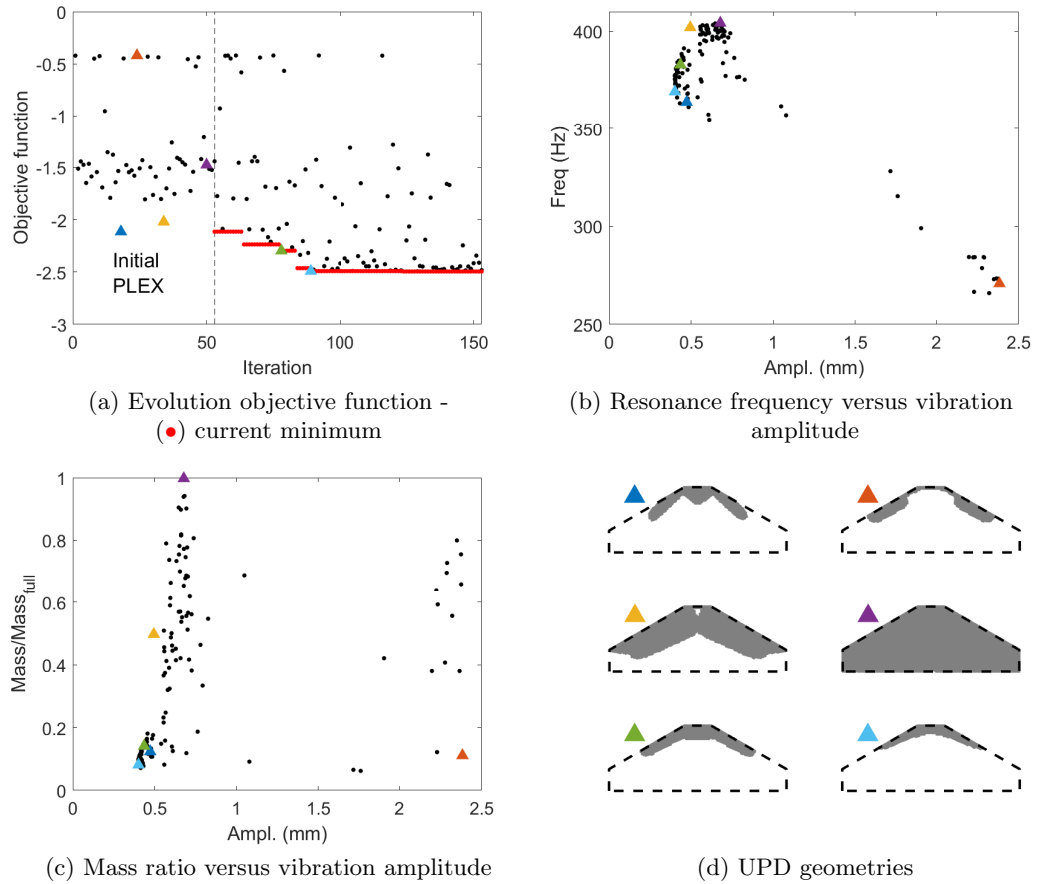 0
-0.5
-1
-1.5
-2
-2.5
-3
Objective function
Initial
PLEX
0 50 100 150
Iteration
(a) Evolution objective function -
(●) current minimum
400
350
300
250
Freq (Hz)
0 0.5 1 1.5 2 2.5
Ampl. (mm)
(b) Resonance frequency versus vibration
amplitude
1
0.8
0.6
0.4
0.2
0
Mass/Mass_full
0 0.5 1 1.5 2 2.5
Ampl. (mm)
(c) Mass ratio versus vibration amplitude
(d) UPD geometries